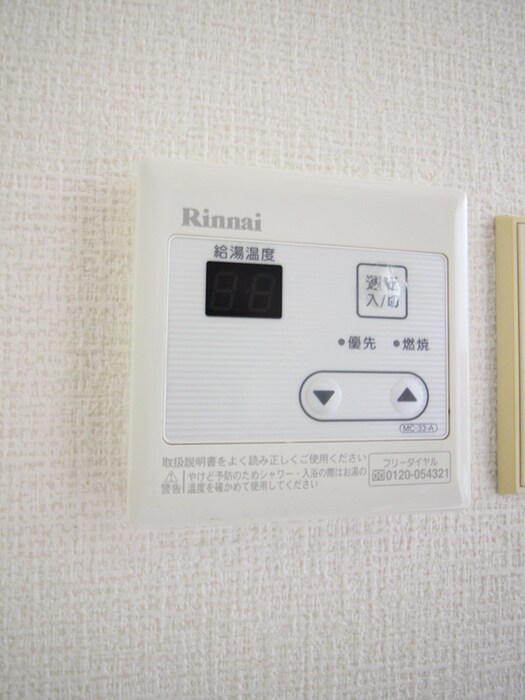 Rinnai
給湯温度
運転
入/切
優先
燃焼
MC-33-A
取扱説明書をよく読み正しくご使用ください
警告
やけど予防のためシャワー・入浴の際はお湯の
温度を確かめて使用してください
フリーダイヤル
0120-054321